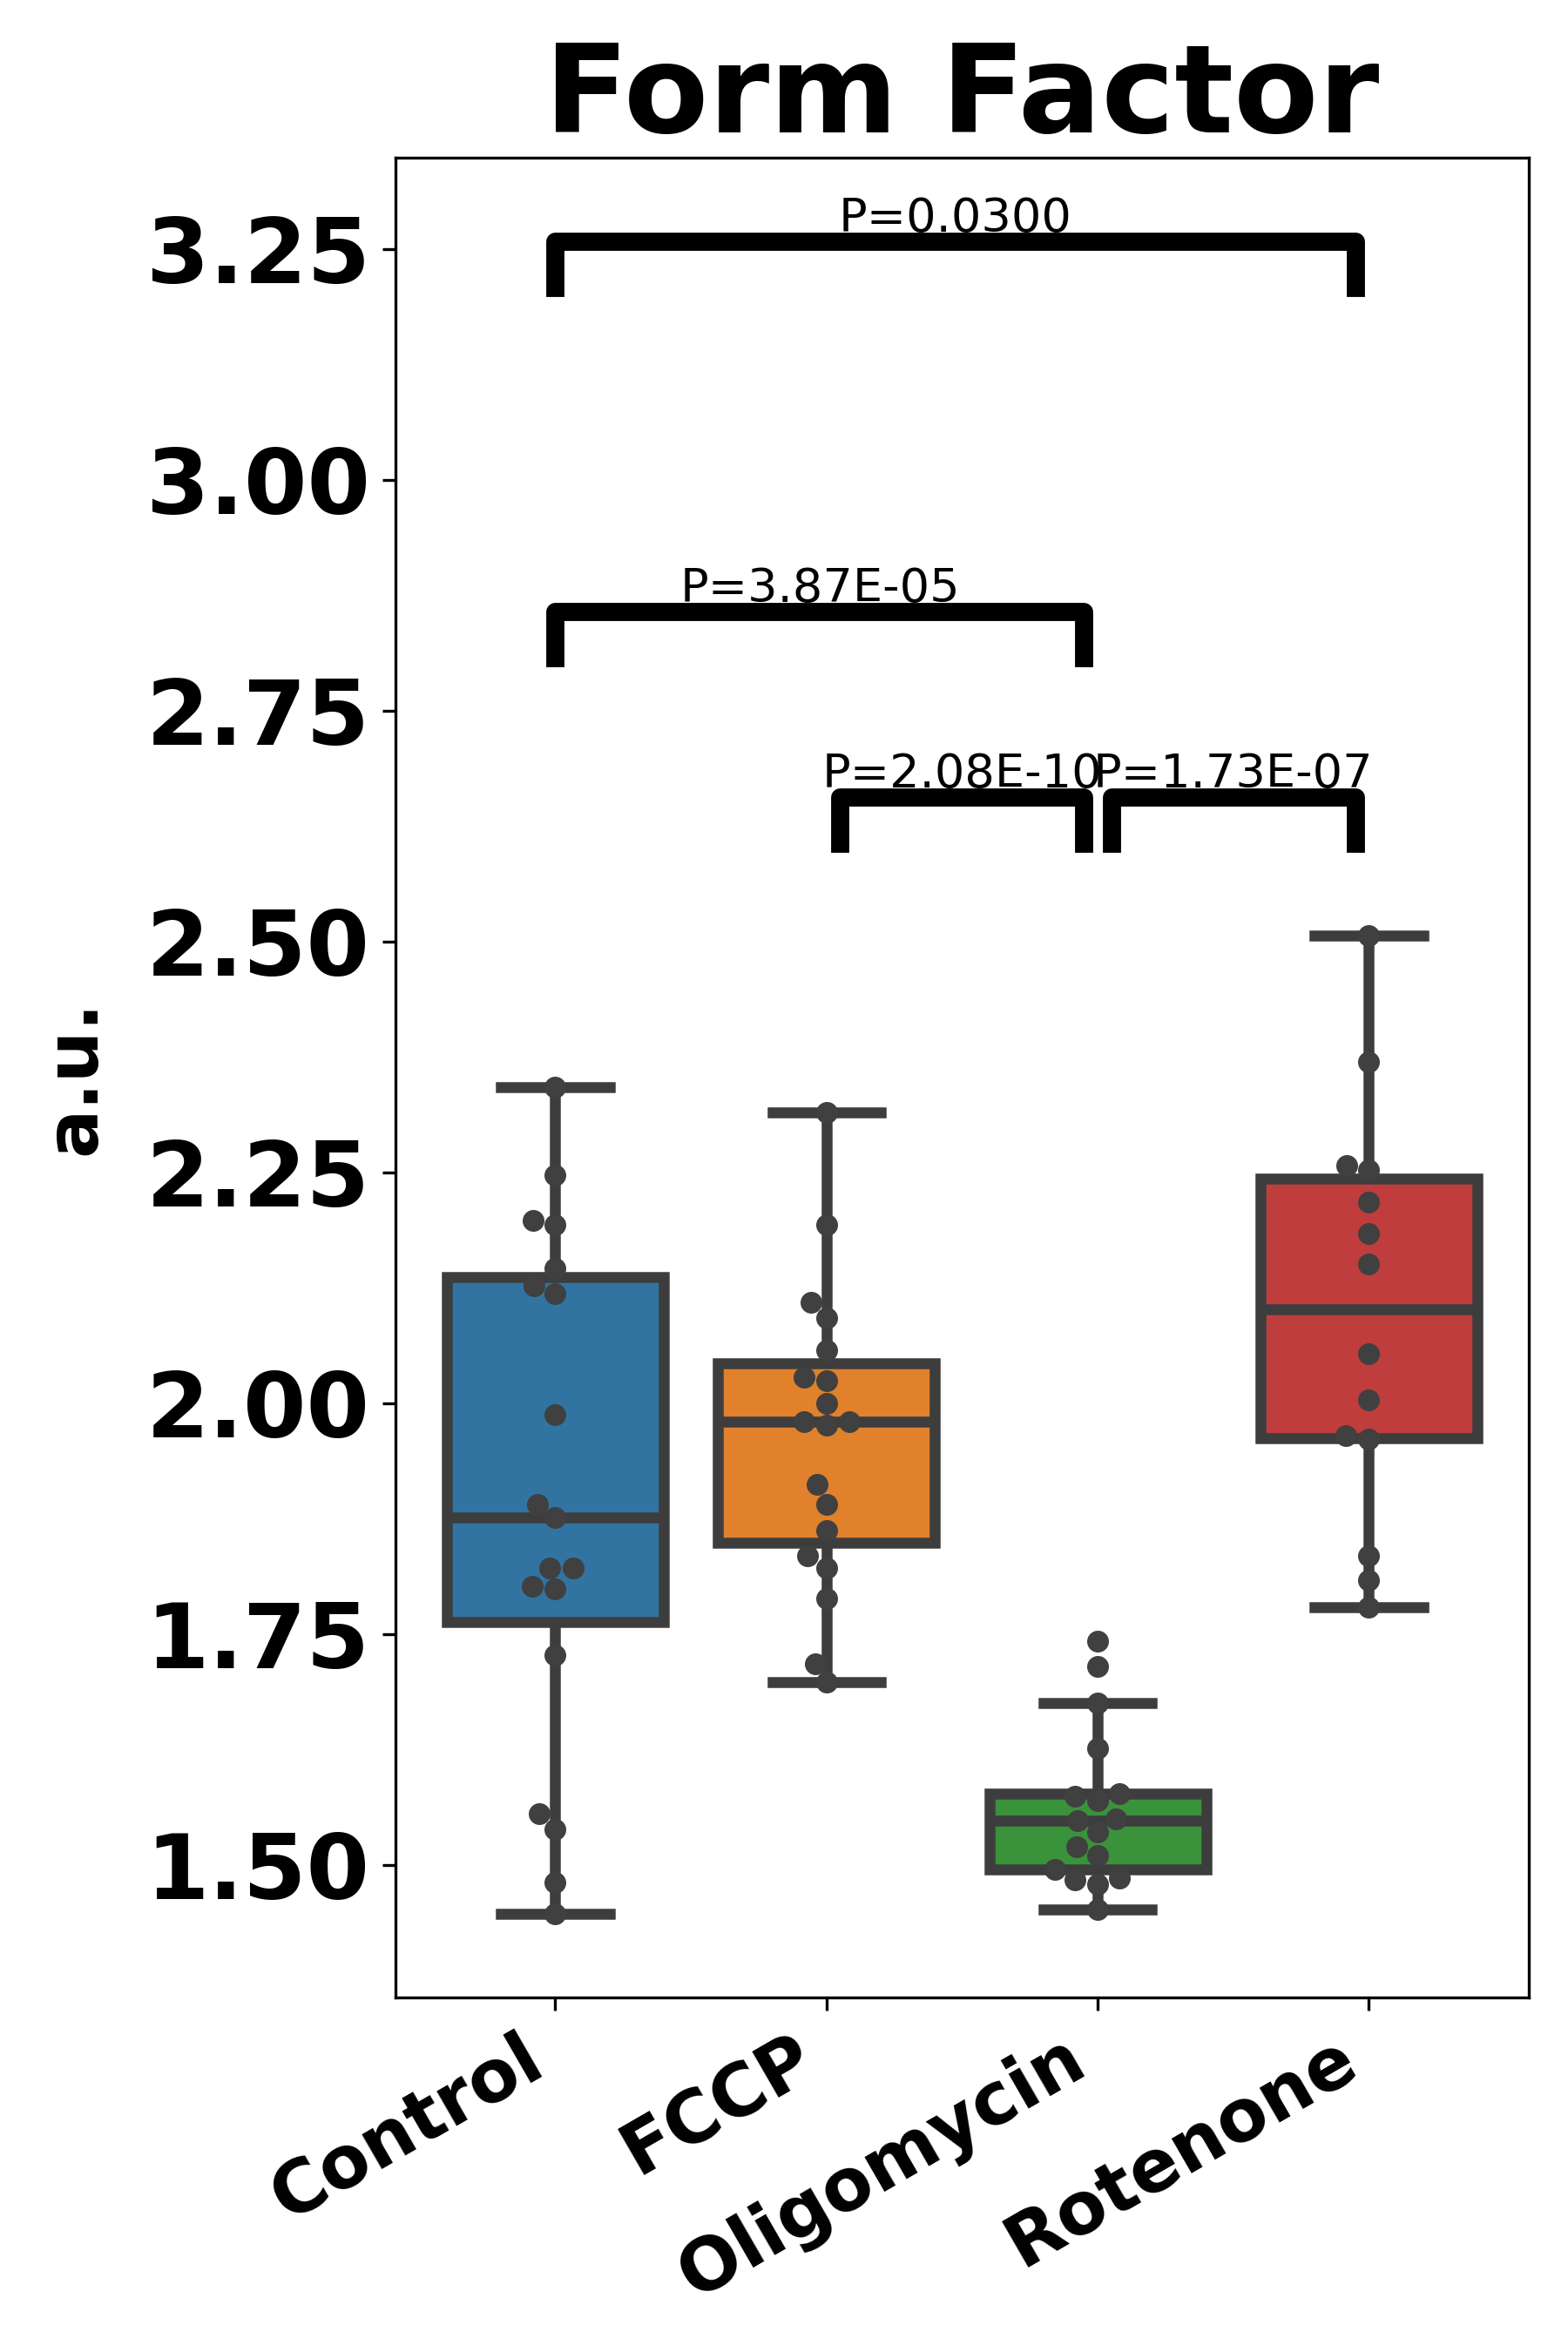 Form Factor
P=0.0300
3.25
3.00
P=3.87E-05
2.75
P=2.08E-10
P=1.73E-07
2.50
a.u.
2.25
2.00
1.75
1.50
Control
FCCP
Oligomycin
Rotenone